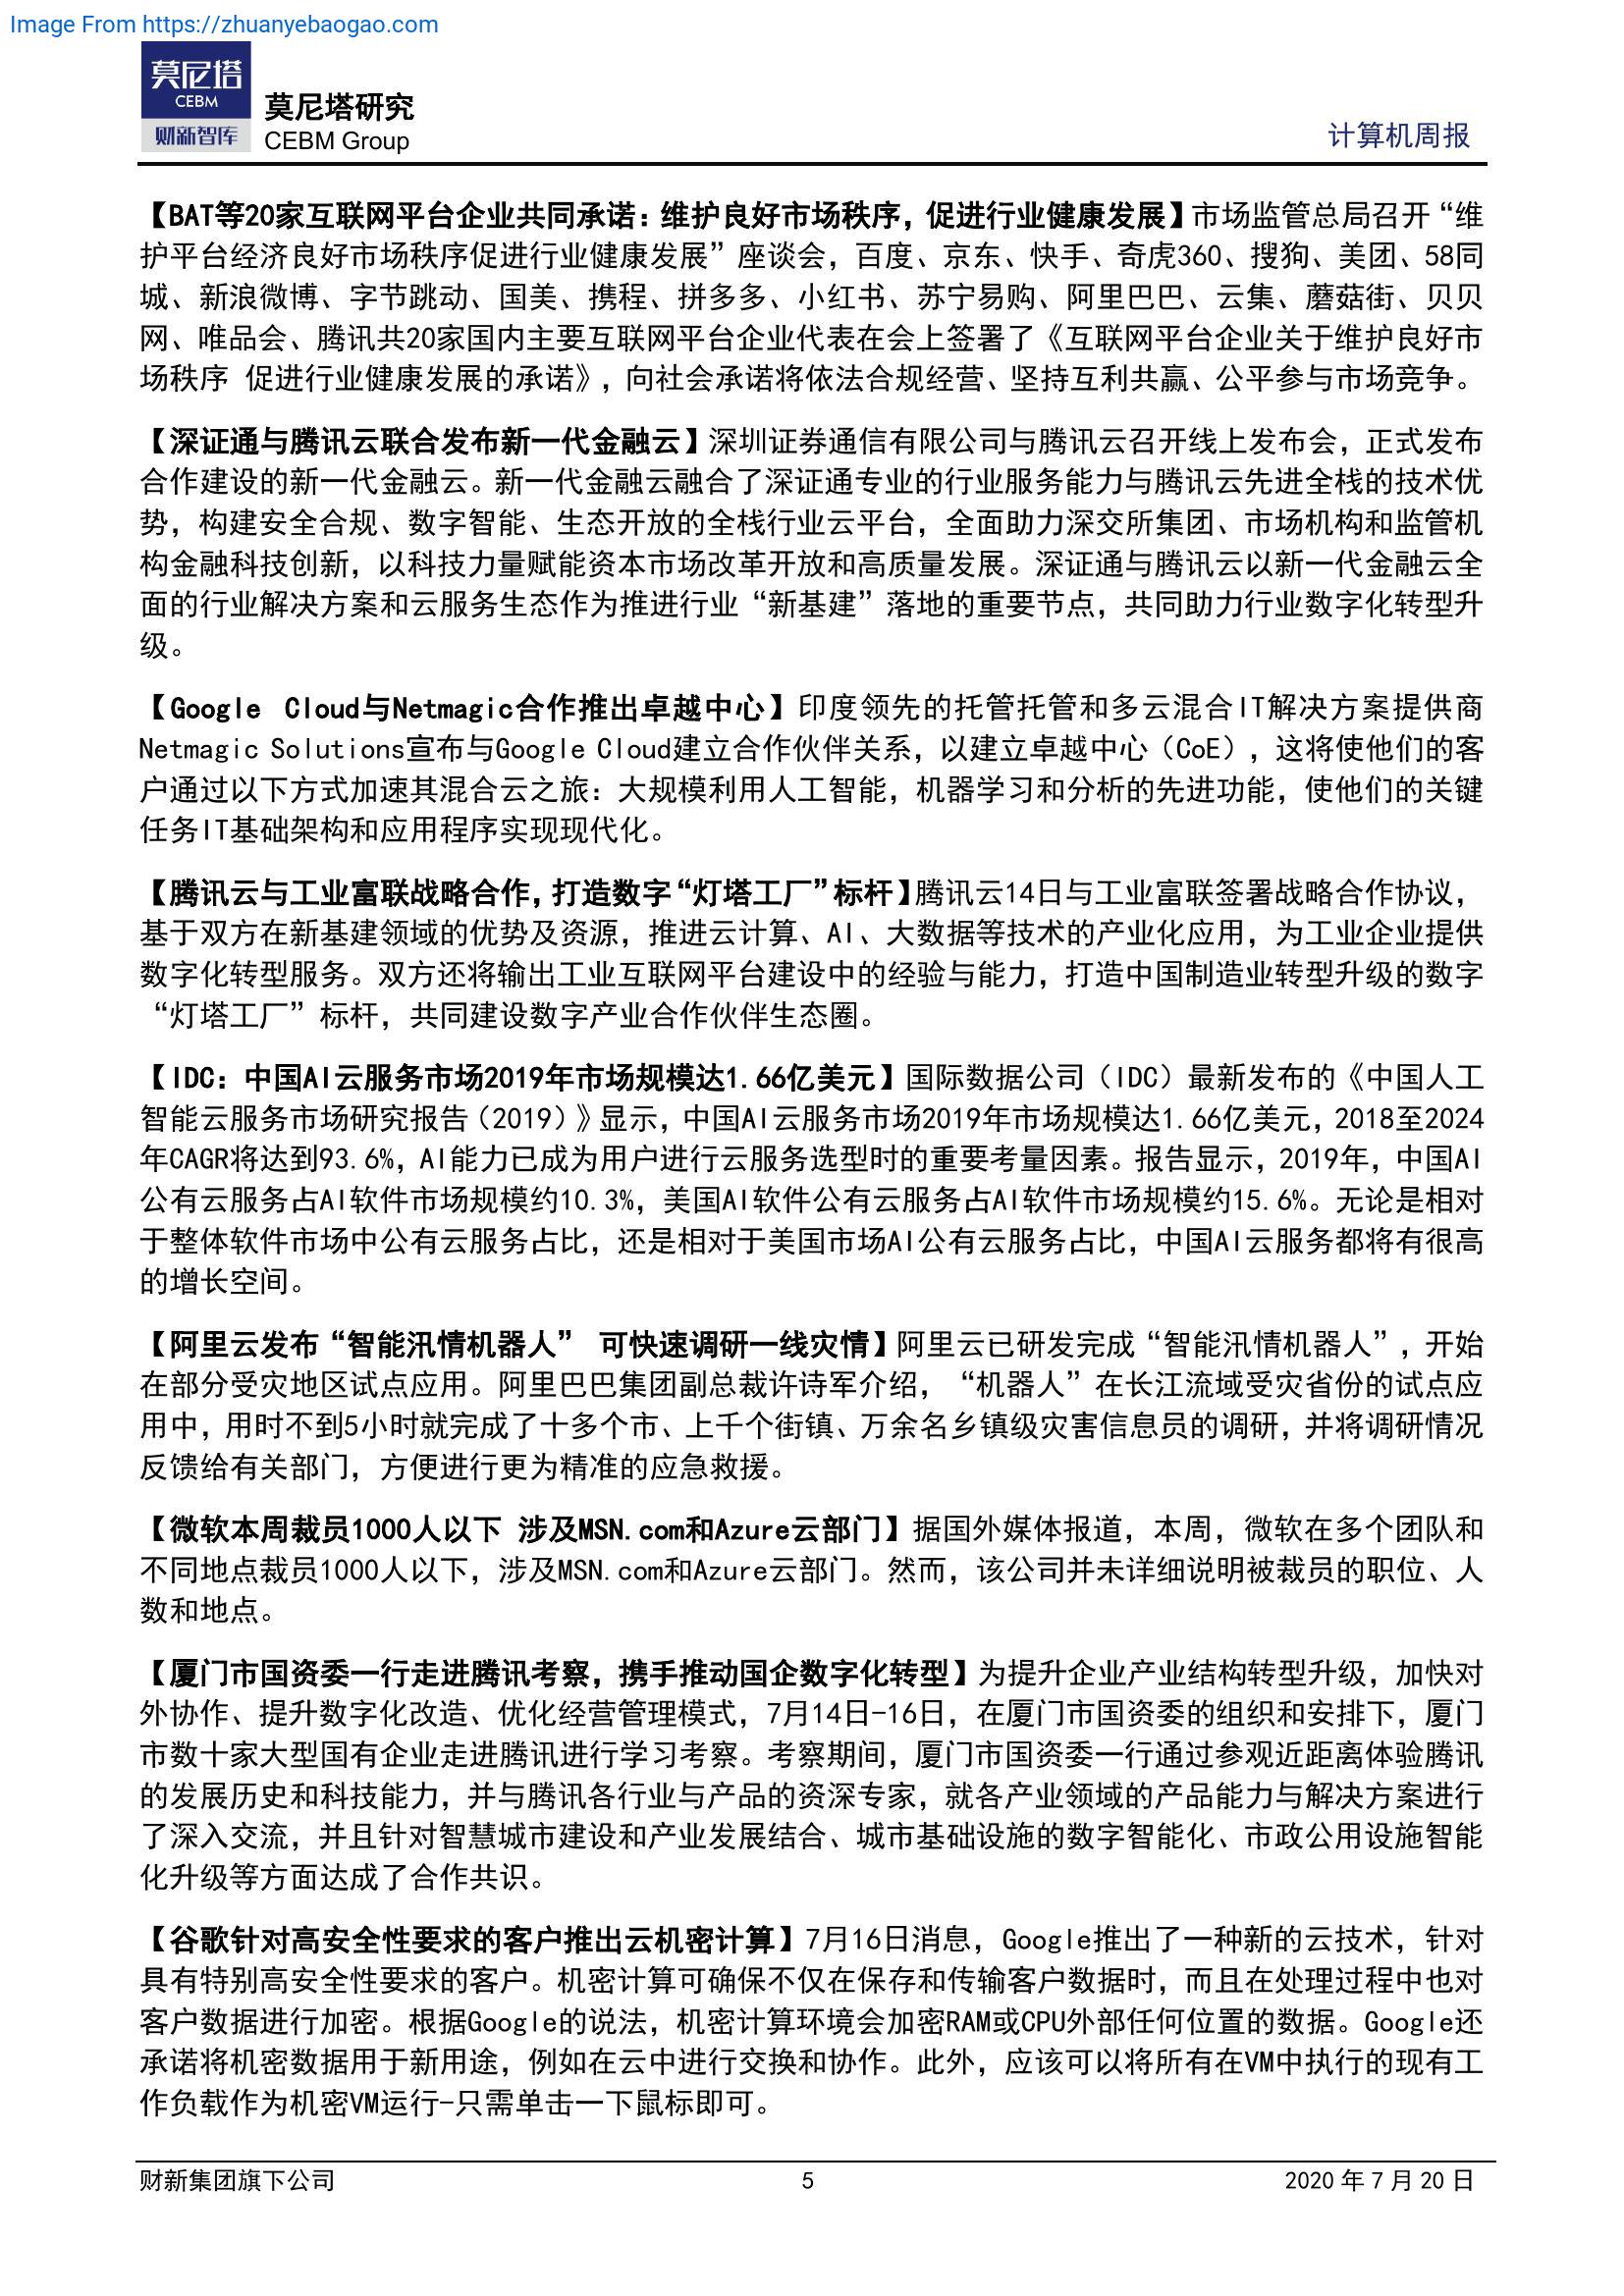 Image From https://zhuanyebaogao.com
莫尼塔
CEBM
财新智库
莫尼塔研究
CEBM Group
计算机周报
【BAT等20家互联网平台企业共同承诺：维护良好市场秩序，促进行业健康发展】市场监管总局召开“维
护平台经济良好市场秩序促进行业健康发展”座谈会，百度、京东、快手、奇虎360、搜狗、美团、58同
城、新浪微博、字节跳动、国美、携程、拼多多、小红书、苏宁易购、阿里巴巴、云集、蘑菇街、贝贝
网、唯品会、腾讯共20家国内主要互联网平台企业代表在会上签署了《互联网平台企业关于维护良好市
场秩序 促进行业健康发展的承诺》，向社会承诺将依法合规经营、坚持互利共赢、公平参与市场竞争。
【深证通与腾讯云联合发布新一代金融云】深圳证券通信有限公司与腾讯云召开线上发布会，正式发布
合作建设的新一代金融云。新一代金融云融合了深证通专业的行业服务能力与腾讯云先进全栈的技术优
势，构建安全合规、数字智能、生态开放的全栈行业云平台，全面助力深交所集团、市场机构和监管机
构金融科技创新，以科技力量赋能资本市场改革开放和高质量发展。深证通与腾讯云以新一代金融云全
面的行业解决方案和云服务生态作为推进行业“新基建”落地的重要节点，共同助力行业数字化转型升
级。
【Google Cloud与Netmagic合作推出卓越中心】印度领先的托管托管和多云混合IT解决方案提供商
Netmagic Solutions宣布与Google Cloud建立合作伙伴关系，以建立卓越中心（CoE），这将使他们的客
户通过以下方式加速其混合云之旅：大规模利用人工智能，机器学习和分析的先进功能，使他们的关键
任务IT基础架构和应用程序实现现代化。
【腾讯云与工业富联战略合作，打造数字“灯塔工厂”标杆】腾讯云14日与工业富联签署战略合作协议，
基于双方在新基建领域的优势及资源，推进云计算、AI、大数据等技术的产业化应用，为工业企业提供
数字化转型服务。双方还将输出工业互联网平台建设中的经验与能力，打造中国制造业转型升级的数字
“灯塔工厂”标杆，共同建设数字产业合作伙伴生态圈。
【IDC：中国AI云服务市场2019年市场规模达1.66亿美元】国际数据公司（IDC）最新发布的《中国人工
智能云服务市场研究报告（2019）》显示，中国AI云服务市场2019年市场规模达1.66亿美元，2018至2024
年CAGR将达到93.6%，AI能力已成为用户进行云服务选型时的重要考量因素。报告显示，2019年，中国AI
公有云服务占AI软件市场规模约10.3%，美国AI软件公有云服务占AI软件市场规模约15.6%。无论是相对
于整体软件市场中公有云服务占比，还是相对于美国市场AI公有云服务占比，中国AI云服务都将有很高
的增长空间。
【阿里云发布“智能汛情机器人” 可快速调研一线灾情】阿里云已研发完成“智能汛情机器人”，开始
在部分受灾地区试点应用。阿里巴巴集团副总裁许诗军介绍，“机器人”在长江流域受灾省份的试点应
用中，用时不到5小时就完成了十多个市、上千个街镇、万余名乡镇级灾害信息员的调研，并将调研情况
反馈给有关部门，方便进行更为精准的应急救援。
【微软本周裁员1000人以下 涉及MSN.com和Azure云部门】据国外媒体报道，本周，微软在多个团队和
不同地点裁员1000人以下，涉及MSN.com和Azure云部门。然而，该公司并未详细说明被裁员的职位、人
数和地点。
【厦门市国资委一行走进腾讯考察，携手推动国企数字化转型】为提升企业产业结构转型升级，加快对
外协作、提升数字化改造、优化经营管理模式，7月14日-16日，在厦门市国资委的组织和安排下，厦门
市数十家大型国有企业走进腾讯进行学习考察。考察期间，厦门市国资委一行通过参观近距离体验腾讯
的发展历史和科技能力，并与腾讯各行业与产品的资深专家，就各产业领域的产品能力与解决方案进行
了深入交流，并且针对智慧城市建设和产业发展结合、城市基础设施的数字智能化、市政公用设施智能
化升级等方面达成了合作共识。
【谷歌针对高安全性要求的客户推出云机密计算】7月16日消息，Google推出了一种新的云技术，针对
具有特别高安全性要求的客户。机密计算可确保不仅在保存和传输客户数据时，而且在处理过程中也对
客户数据进行加密。根据Google的说法，机密计算环境会加密RAM或CPU外部任何位置的数据。Google还
承诺将机密数据用于新用途，例如在云中进行交换和协作。此外，应该可以将所有在VM中执行的现有工
作负载作为机密VM运行-只需单击一下鼠标即可。
财新集团旗下公司
5
2020 年 7 月 20 日